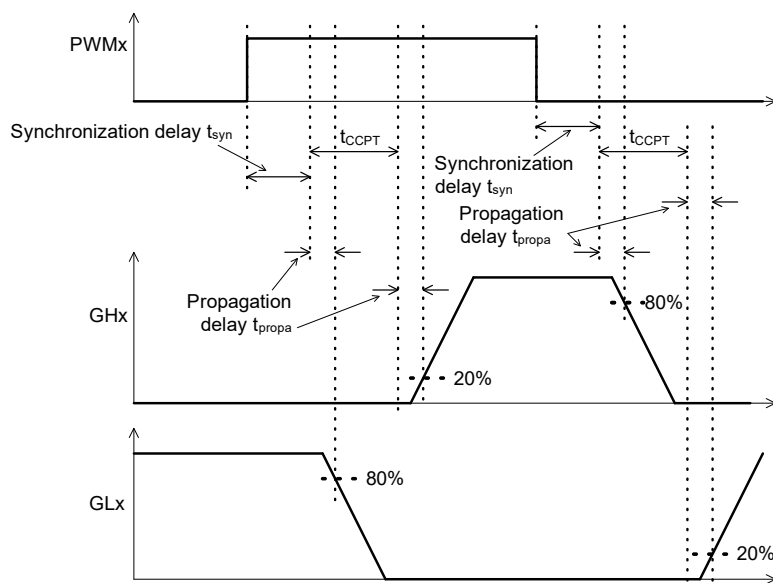 PWMx
Synchronization delay tsyn
tCCPT
Synchronization
delay tsyn
tCCPT
Propagation
delay tpropa
Propagation
delay tpropa
GHx
80%
20%
GLx
80%
20%